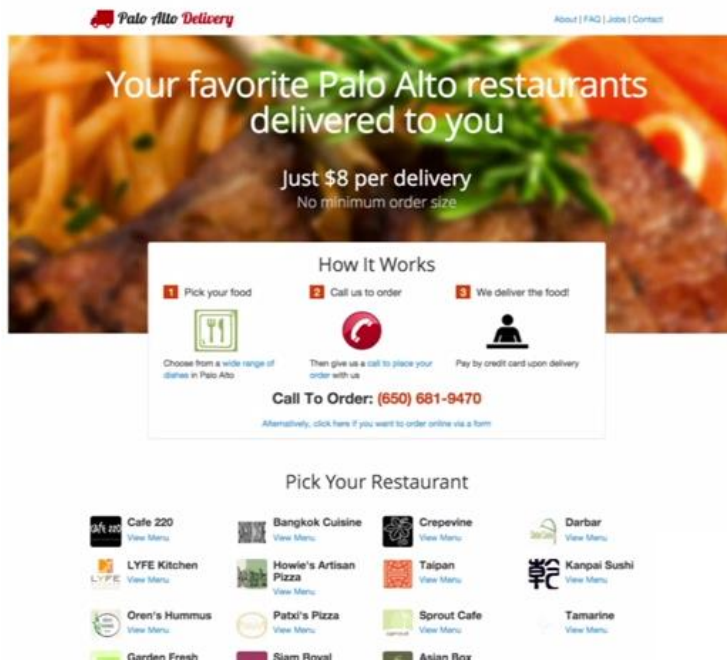 Palo Alto Delivery
About | FAQ | Jobs | Contact
Your favorite Palo Alto restaurants
delivered to you
Just $8 per delivery
No minimum order size
How It Works
1 Pick your food
2 Call us to order
3 We deliver the food!
Choose from a wide range of
dishes in Palo Alto
Then give us a call to place your
order with us
Pay by credit card upon delivery
Call To Order: (650) 681-9470
Alternatively, click here if you want to order online via a form
Pick Your Restaurant
Cafe 220
Cafe 220
View Menu
Bangkok Cuisine
View Menu
Crepevine
View Menu
Darbar
View Menu
LYFE
LYFE Kitchen
View Menu
Howie's Artisan
Pizza
View Menu
Taipan
View Menu
Kanpai Sushi
View Menu
Oren's Hummus
View Menu
Patxi's Pizza
View Menu
Sprout Cafe
View Menu
Tamarine
View Menu
Garden Fresh
Siam Royal
Asian Box